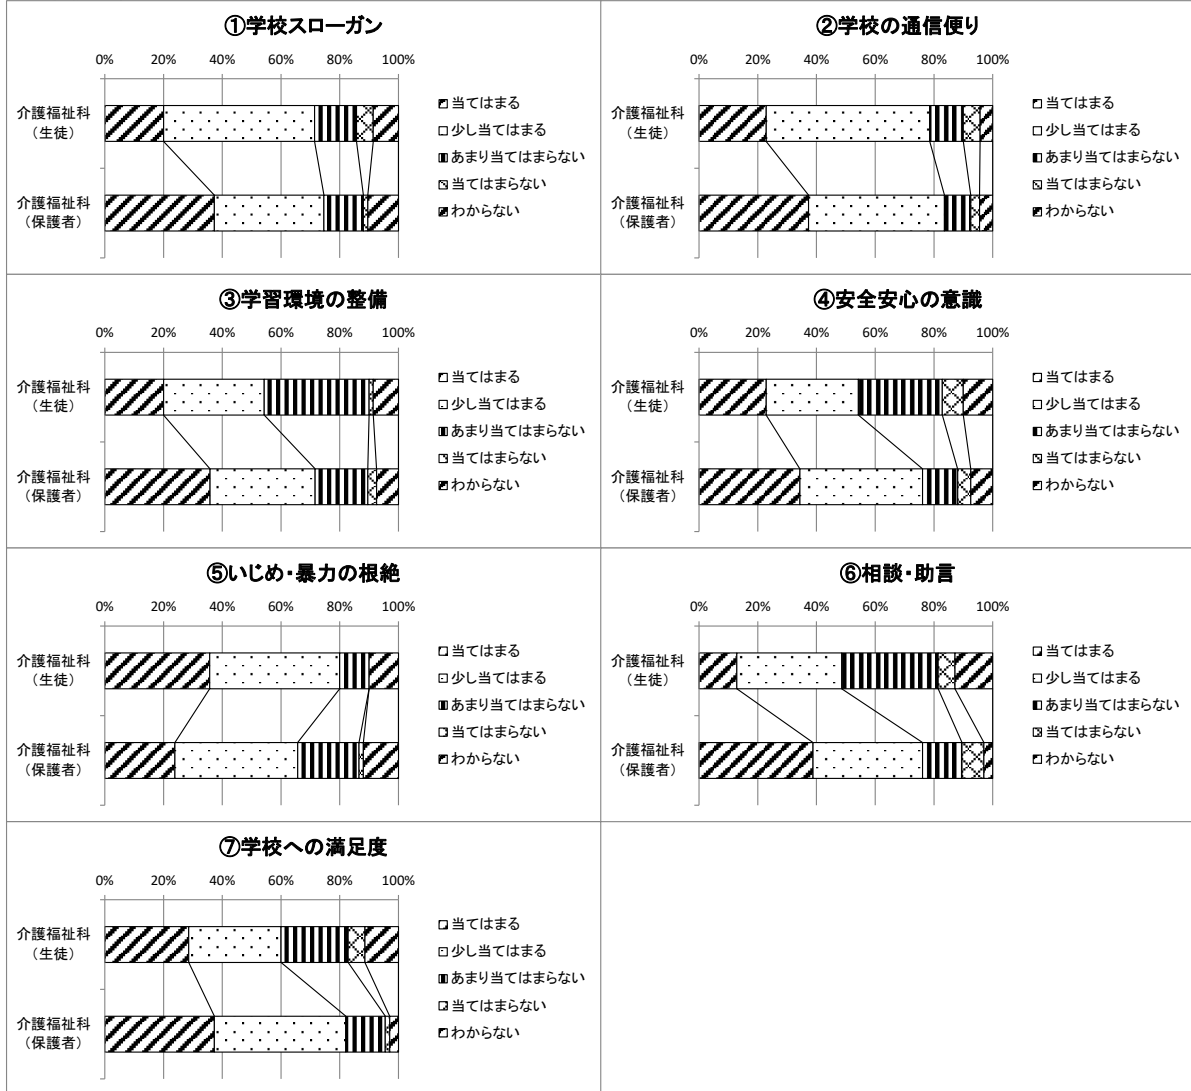 ①学校スローガン
0% 20% 40% 60% 80% 100%
介護福祉科
（生徒）
介護福祉科
（保護者）
当てはまる
少し当てはまる
あまり当てはまらない
当てはまらない
わからない
②学校の通信便り
0% 20% 40% 60% 80% 100%
介護福祉科
（生徒）
介護福祉科
（保護者）
当てはまる
少し当てはまる
あまり当てはまらない
当てはまらない
わからない
③学習環境の整備
0% 20% 40% 60% 80% 100%
介護福祉科
（生徒）
介護福祉科
（保護者）
当てはまる
少し当てはまる
あまり当てはまらない
当てはまらない
わからない
④安全安心の意識
0% 20% 40% 60% 80% 100%
介護福祉科
（生徒）
介護福祉科
（保護者）
当てはまる
少し当てはまる
あまり当てはまらない
当てはまらない
わからない
⑤いじめ・暴力の根絶
0% 20% 40% 60% 80% 100%
介護福祉科
（生徒）
介護福祉科
（保護者）
当てはまる
少し当てはまる
あまり当てはまらない
当てはまらない
わからない
⑥相談・助言
0% 20% 40% 60% 80% 100%
介護福祉科
（生徒）
介護福祉科
（保護者）
当てはまる
少し当てはまる
あまり当てはまらない
当てはまらない
わからない
⑦学校への満足度
0% 20% 40% 60% 80% 100%
介護福祉科
（生徒）
介護福祉科
（保護者）
当てはまる
少し当てはまる
あまり当てはまらない
当てはまらない
わからない